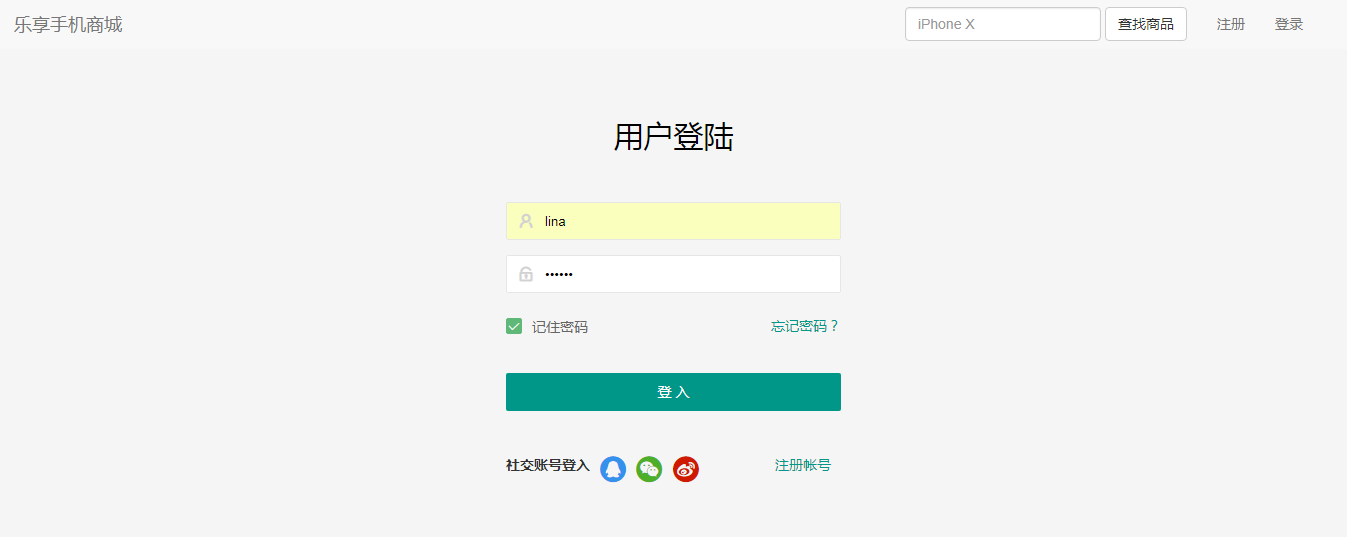 乐享手机商城
iPhone X 查找商品 注册 登录
用户登陆
lina
••••••
记住密码 忘记密码？
登 入
社交账号登入 注册帐号